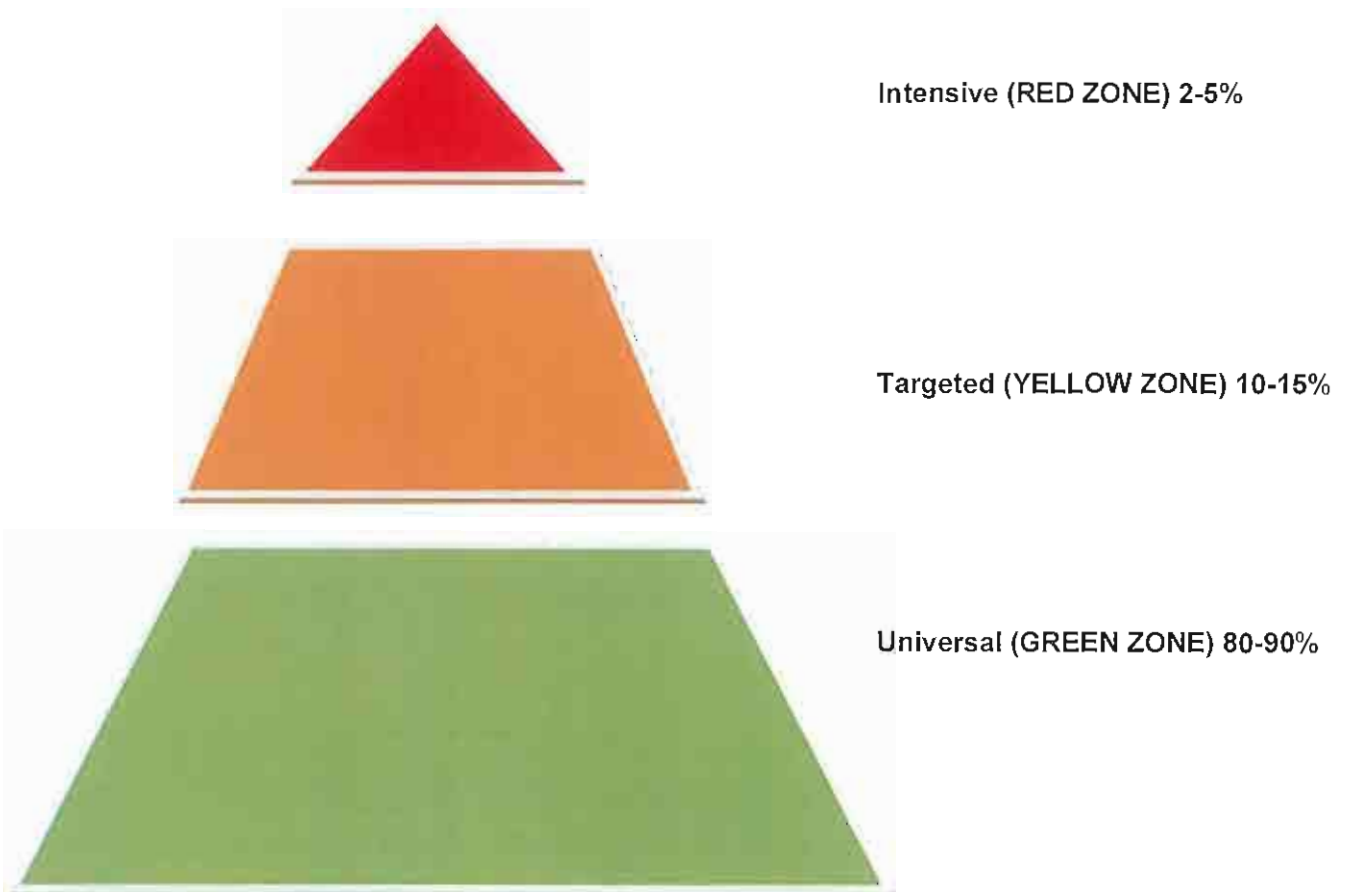 Intensive (RED ZONE) 2-5%
Targeted (YELLOW ZONE) 10-15%
Universal (GREEN ZONE) 80-90%